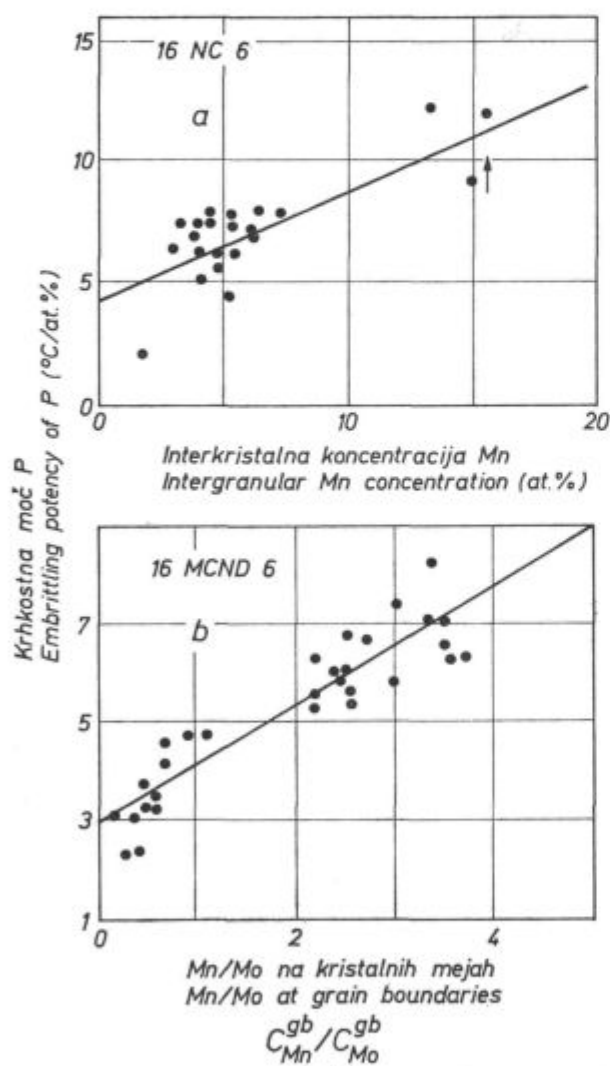 15
16 NC 6
a
10
5
0
0
10
20
Interkristalna koncentracija Mn
Intergranular Mn concentration (at.%)
Krhkostna moč P
Embrittling potency of P (°C/at.%)
16 MCND 6
b
7
5
3
1
0
2
4
Mn/Mo na kristalnih mejah
Mn/Mo at grain boundaries
C_Mn^gb/C_Mo^gb